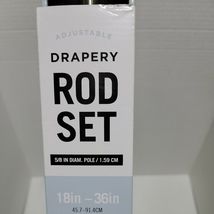 ADJUSTABLE
DRAPERY
ROD
SET
5/8 IN DIAM. POLE / 1.59 CM
18in – 36in
45.7 - 91.4CM